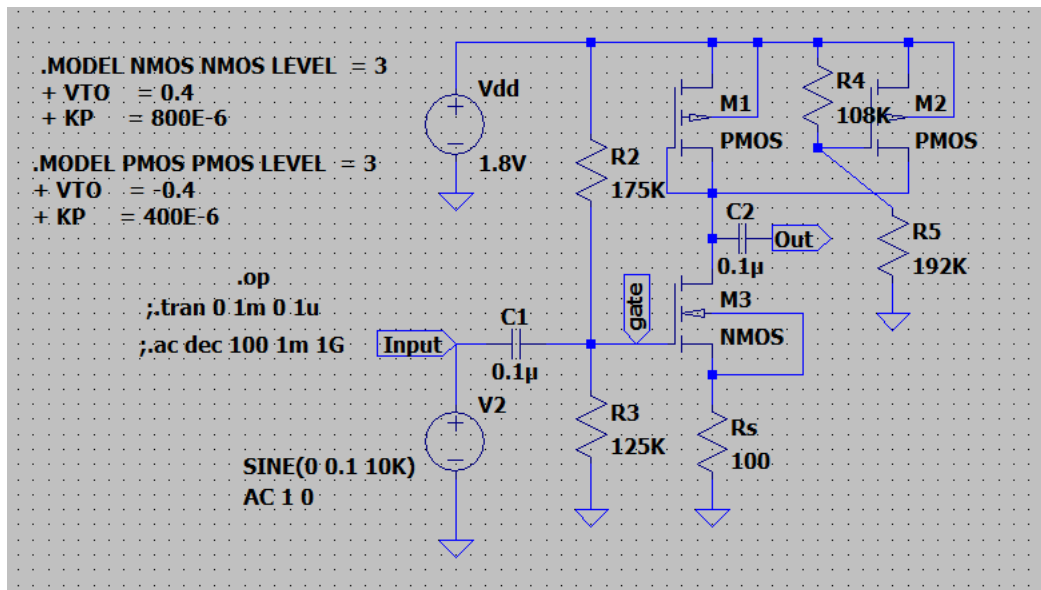 .MODEL NMOS NMOS LEVEL = 3
+ VTO = 0.4
+ KP = 800E-6
.MODEL PMOS PMOS LEVEL = 3
+ VTO = -0.4
+ KP = 400E-6
.op
;.tran 0 1m 0 1u
;.ac dec 100 1m 1G
Vdd
1.8V
R2
175K
M1
PMOS
R4
108K
M2
PMOS
C2
0.1µ
Out
R5
192K
gate
M3
NMOS
Input
C1
0.1µ
V2
SINE(0 0.1 10K)
AC 1 0
R3
125K
Rs
100